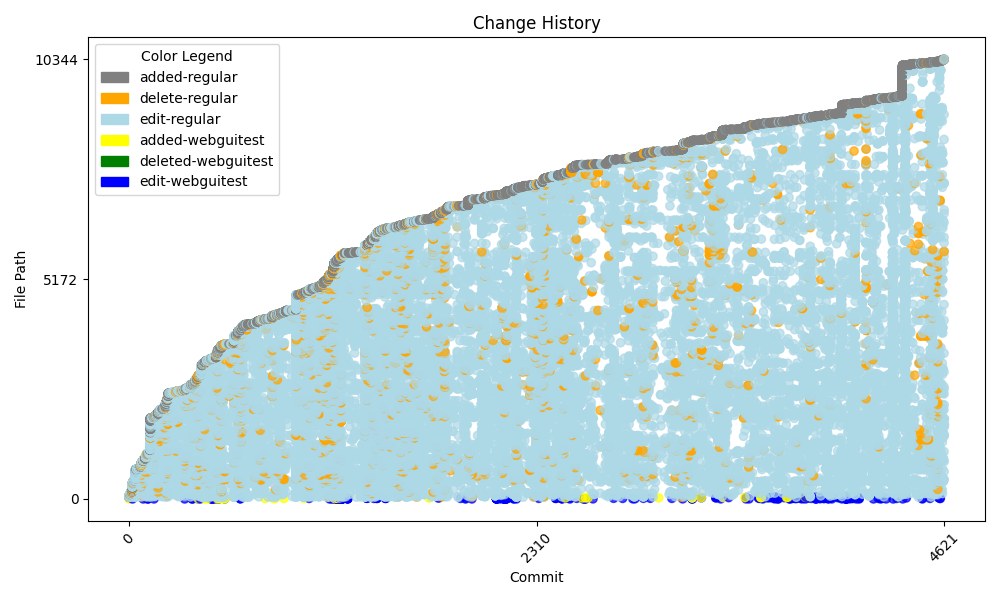 Change History
Color Legend
added-regular
delete-regular
edit-regular
added-webguitest
deleted-webguitest
edit-webguitest
File Path
10344
5172
0
0
2310
4621
Commit